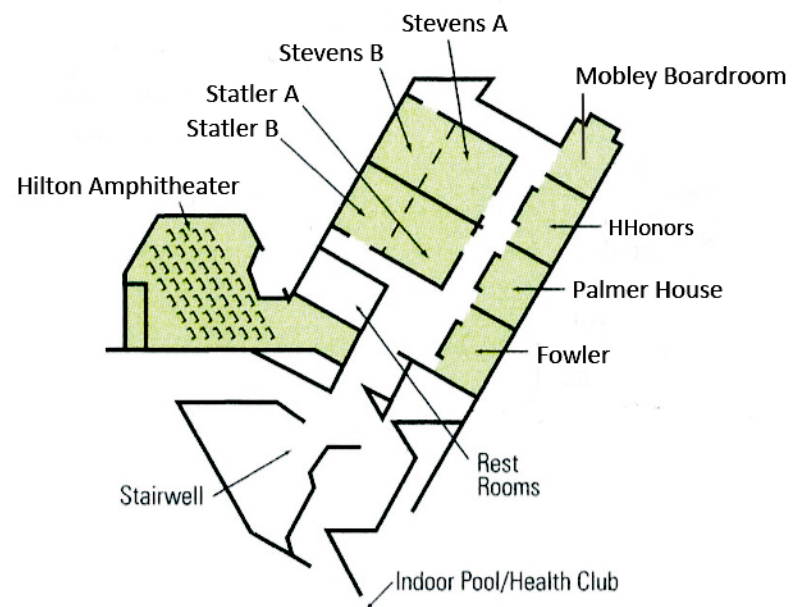 Stevens A
Stevens B
Mobley Boardroom
Statler A
Statler B
Hilton Amphitheater
HHonors
Palmer House
Fowler
Rest
Rooms
Stairwell
Indoor Pool/Health Club